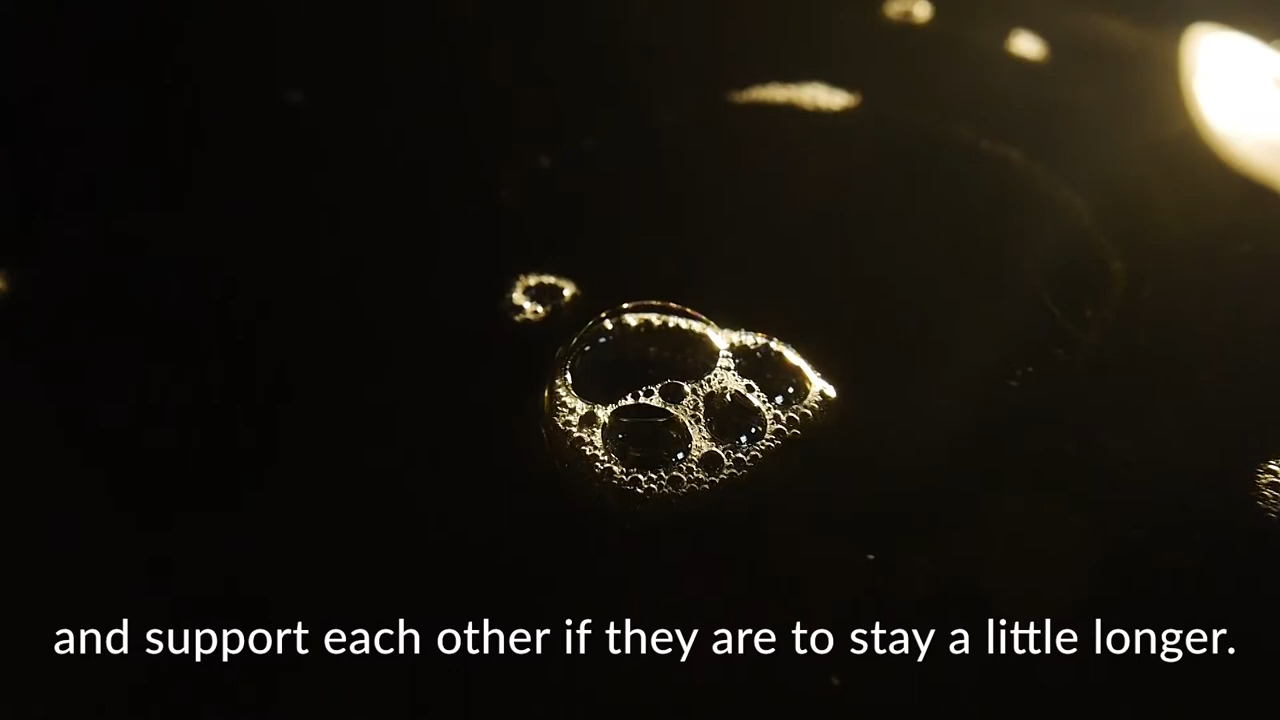 and support each other if they are to stay a little longer.